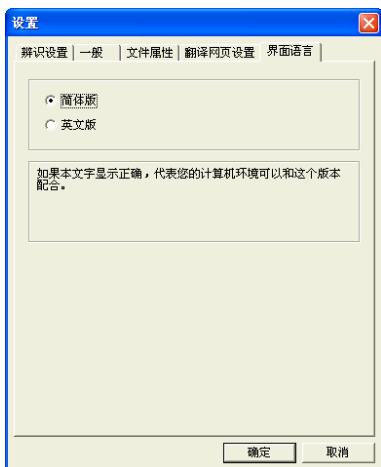 设置
辨识设置 一般 文件属性 翻译网页设置 界面语言
简体版
英文版
如果本文字显示正确，代表您的计算机环境可以和这个版本
配合。
确定 取消